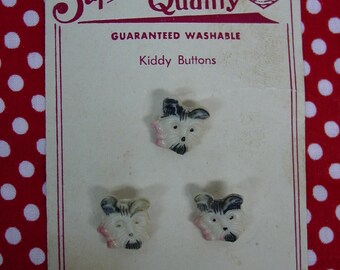 Quality
GUARANTEED WASHABLE
Kiddy Buttons